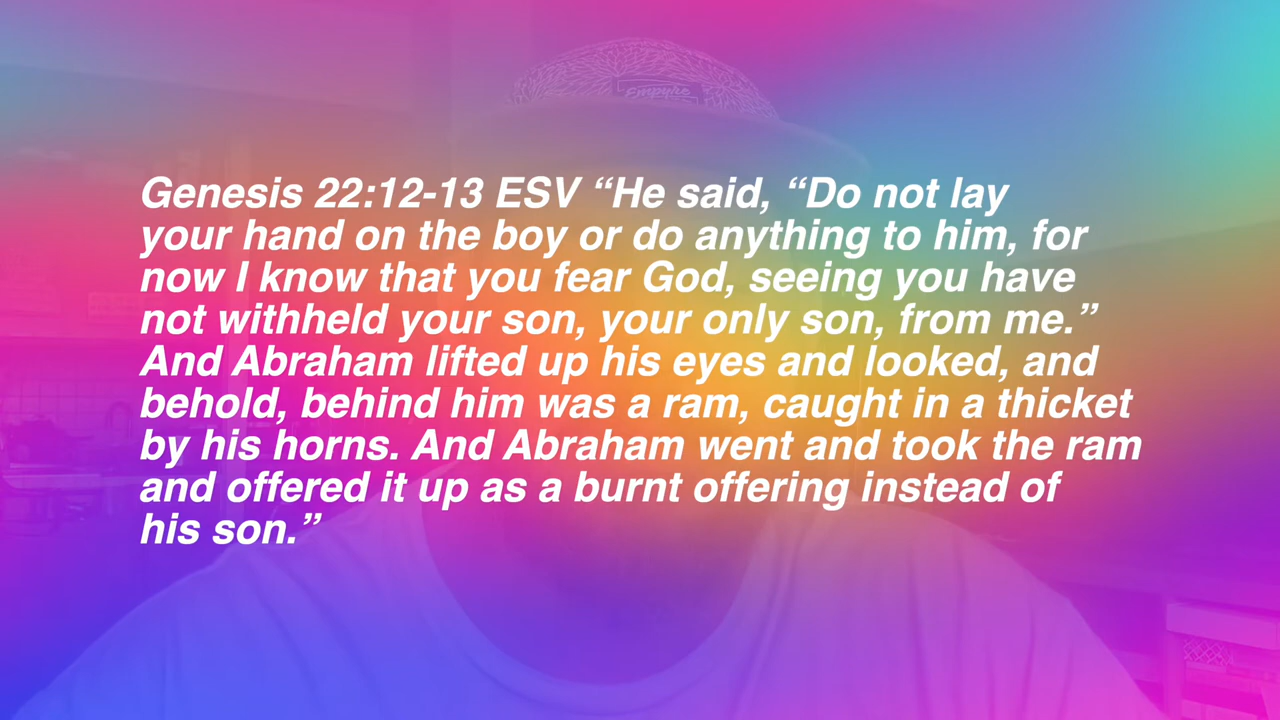 Empyke
Genesis 22:12-13 ESV “He said, “Do not lay
your hand on the boy or do anything to him, for
now I know that you fear God, seeing you have
not withheld your son, your only son, from me.”
And Abraham lifted up his eyes and looked, and
behold, behind him was a ram, caught in a thicket
by his horns. And Abraham went and took the ram
and offered it up as a burnt offering instead of
his son.”